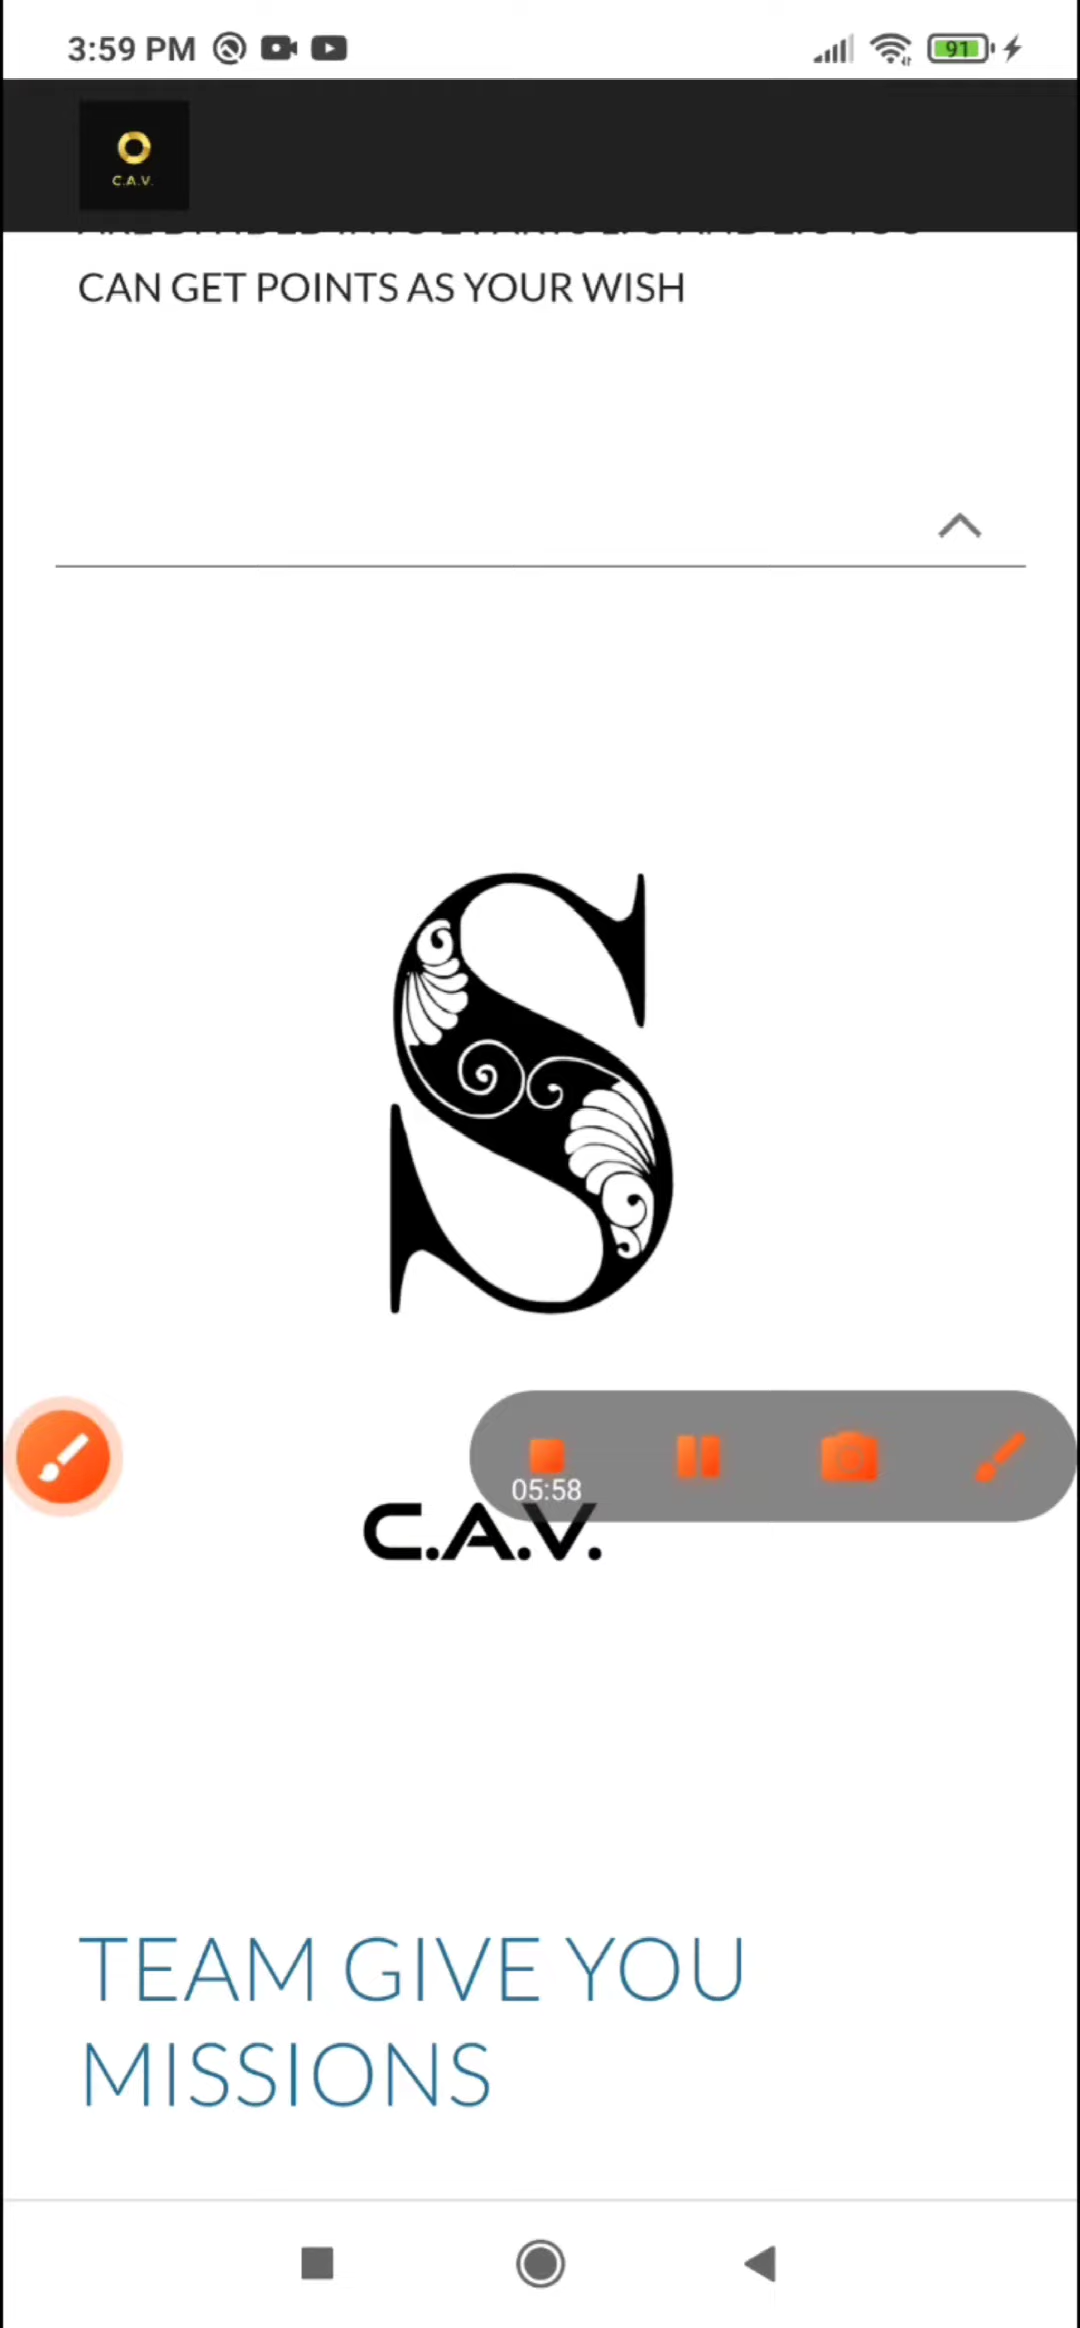 3:59 PM
91
C.A.V.
CAN GET POINTS AS YOUR WISH
S
05:58
C.A.V.
TEAM GIVE YOU
MISSIONS